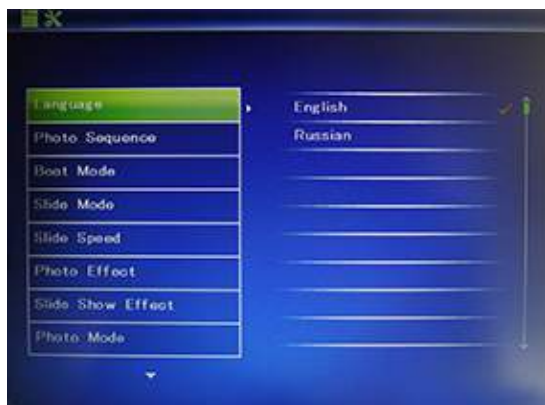 Language
Photo Sequence
Boot Mode
Slide Mode
Slide Speed
Photo Effect
Slide Show Effect
Photo Mode
English
Russian